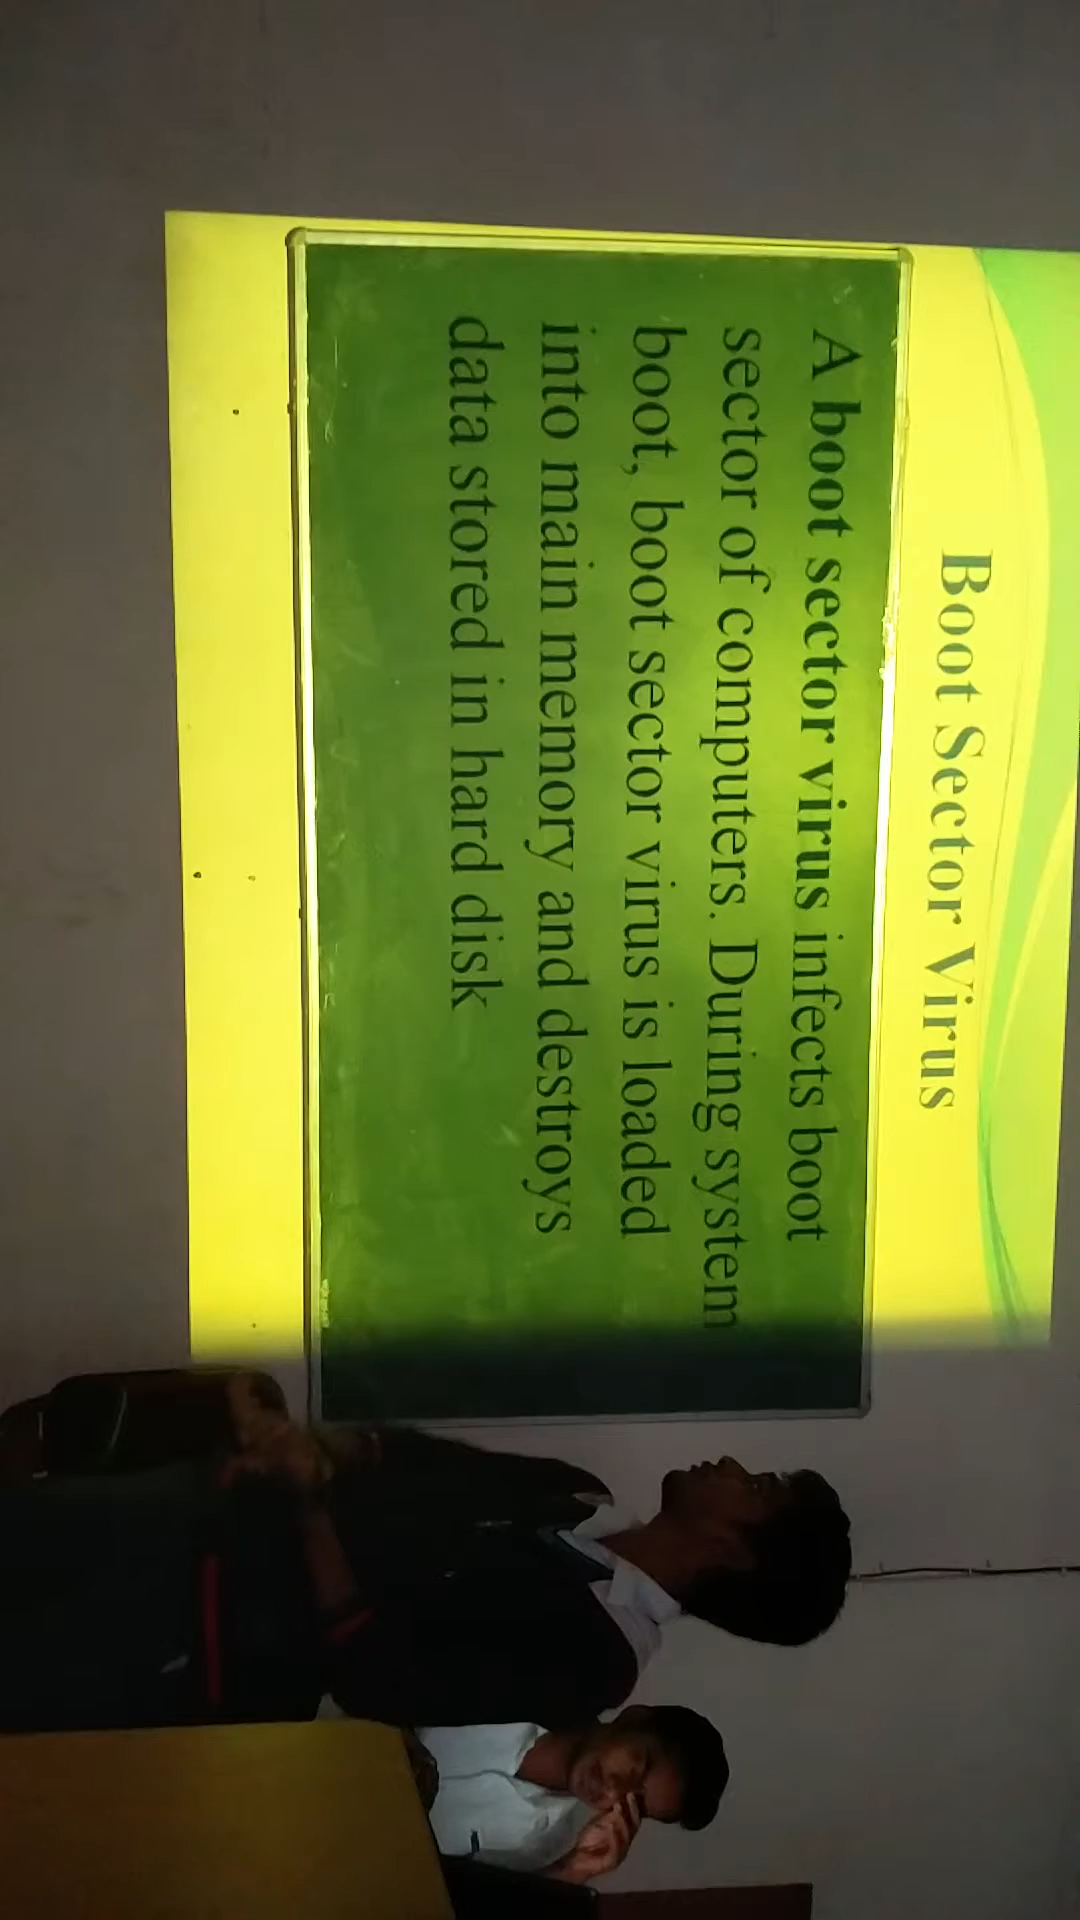 Boot Sector Virus
A boot sector virus infects boot
sector of computers. During system
boot, boot sector virus is loaded
into main memory and destroys
data stored in hard disk